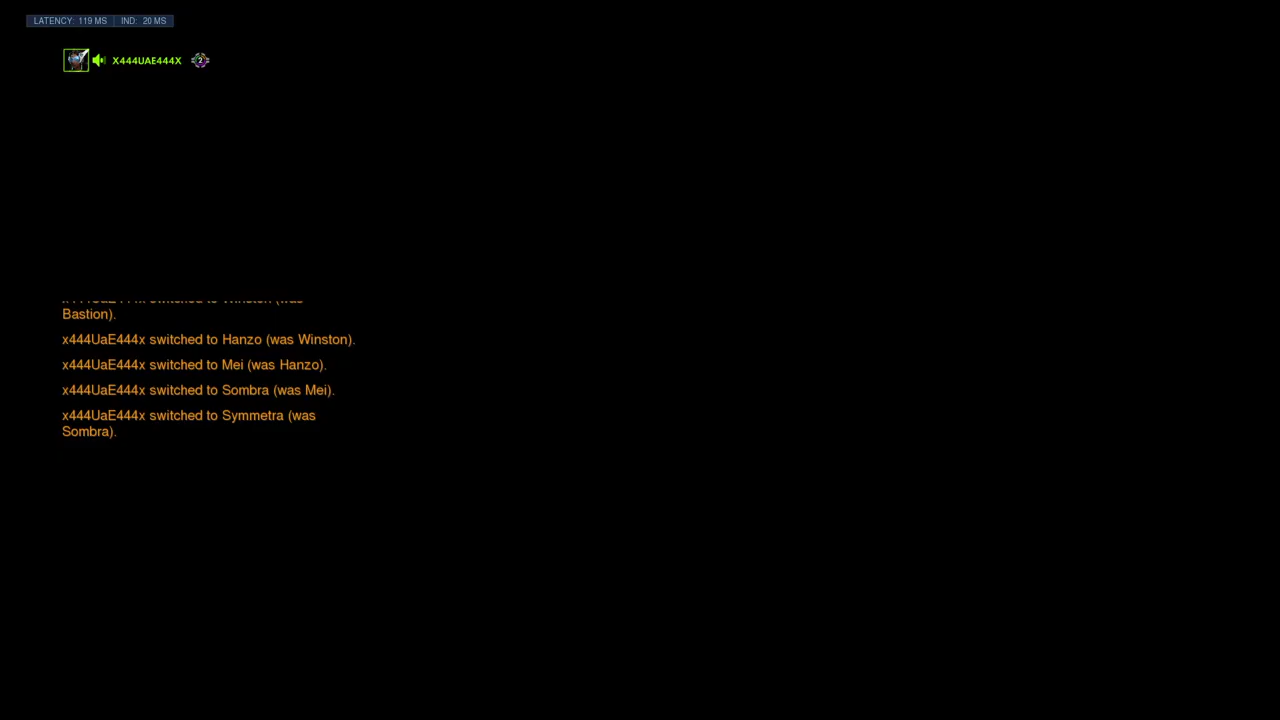 LATENCY: 119 MS IND: 20 MS
X444UAE444X 2
Bastion).
x444UaE444x switched to Hanzo (was Winston).
x444UaE444x switched to Mei (was Hanzo).
x444UaE444x switched to Sombra (was Mei).
x444UaE444x switched to Symmetra (was
Sombra).